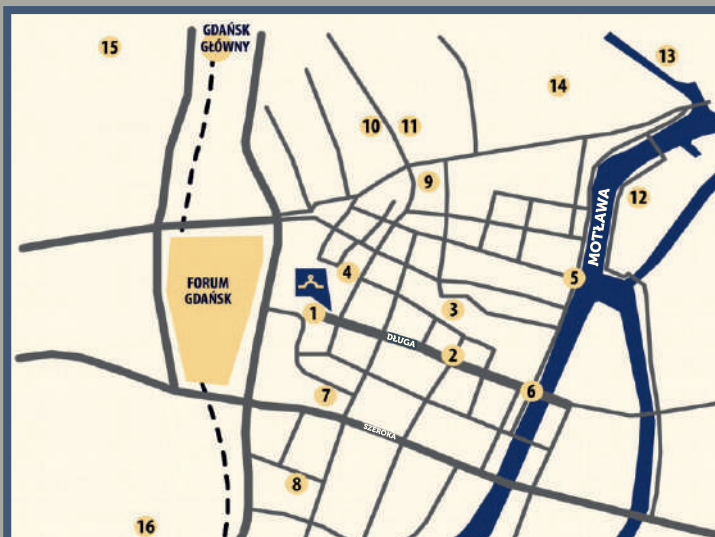 GDAŃSK
GŁÓWNY
15
13
14
10
11
9
12
MOTŁAWA
4
5
FORUM
GDAŃSK
1
3
DŁUGA
2
6
7
SZEROKA
8
16